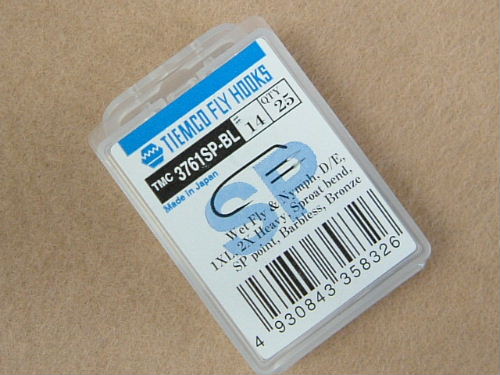 TIEMCO FLY HOOKS
TMC 3761SP-BL
# 14
QTY 25
Made in Japan
SP
Wet Fly & Nymph, D/E,
1XL, 2X Heavy, Sproat bend,
SP point, Barbless, Bronze
4 930843 358326